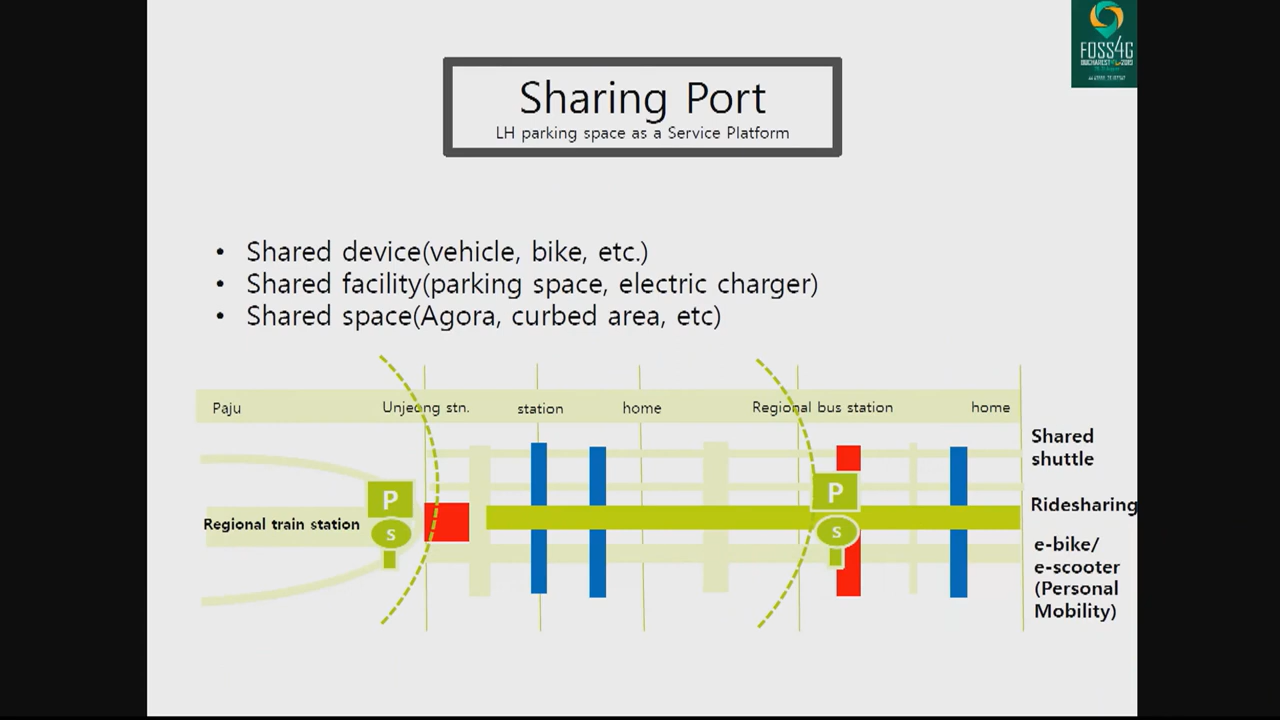 FOSS4G
Sharing Port
LH parking space as a Service Platform
• Shared device(vehicle, bike, etc.)
• Shared facility(parking space, electric charger)
• Shared space(Agora, curbed area, etc)
Paju Unjeong stn. station home Regional bus station home
Shared
shuttle
P
P
Ridesharing
Regional train station
S
S
e-bike/
e-scooter
(Personal
Mobility)